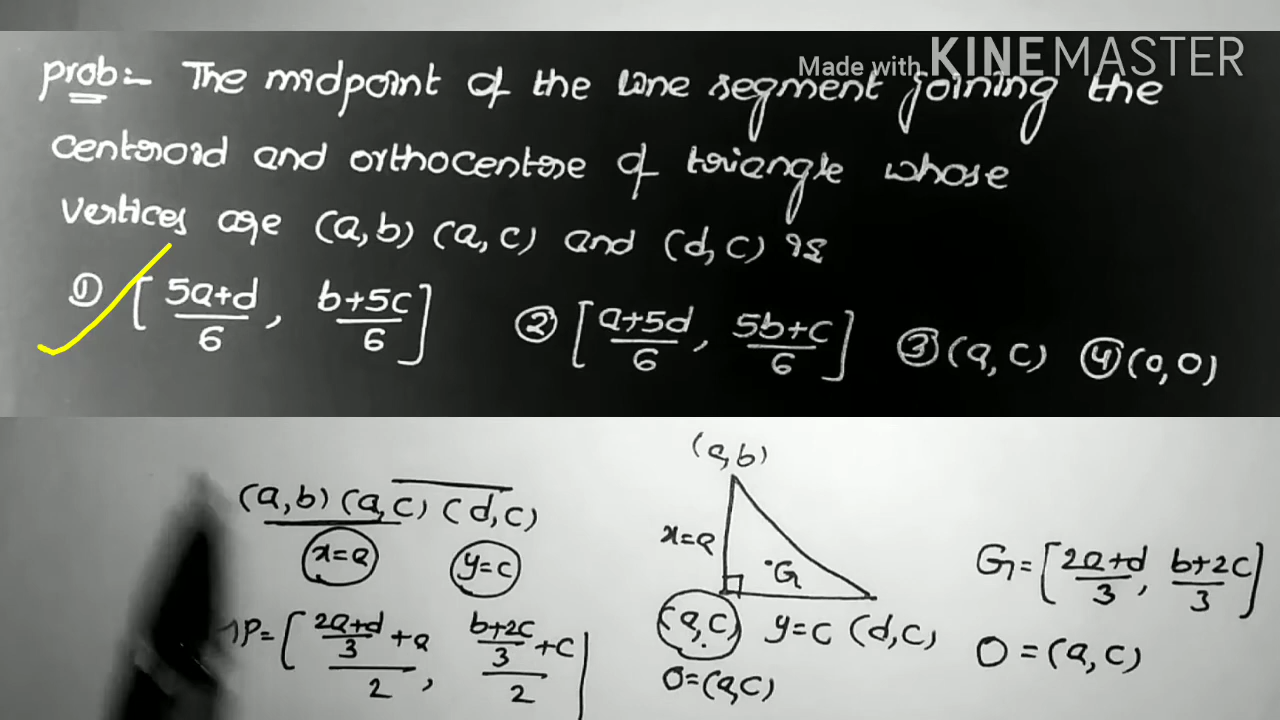 Made with KINEMASTER
prob:- The midpoint of the line segment joining the
centroid and orthocentre of triangle whose
vertices are (a,b) (a,c) and (d,c) is
① [5a+d/6, b+5c/6] ② [a+5d/6, 5b+c/6] ③ (a,c) ④ (0,0)
(a,b) (a,c) (d,c)
x=a y=c
MP = [2a+d/3 + a/2, b+2c/3 + c/2]
(a,b)
x=a
G
(a,c) y=c (d,c)
O=(a,c)
G = [2a+d/3, b+2c/3]
O = (a,c)